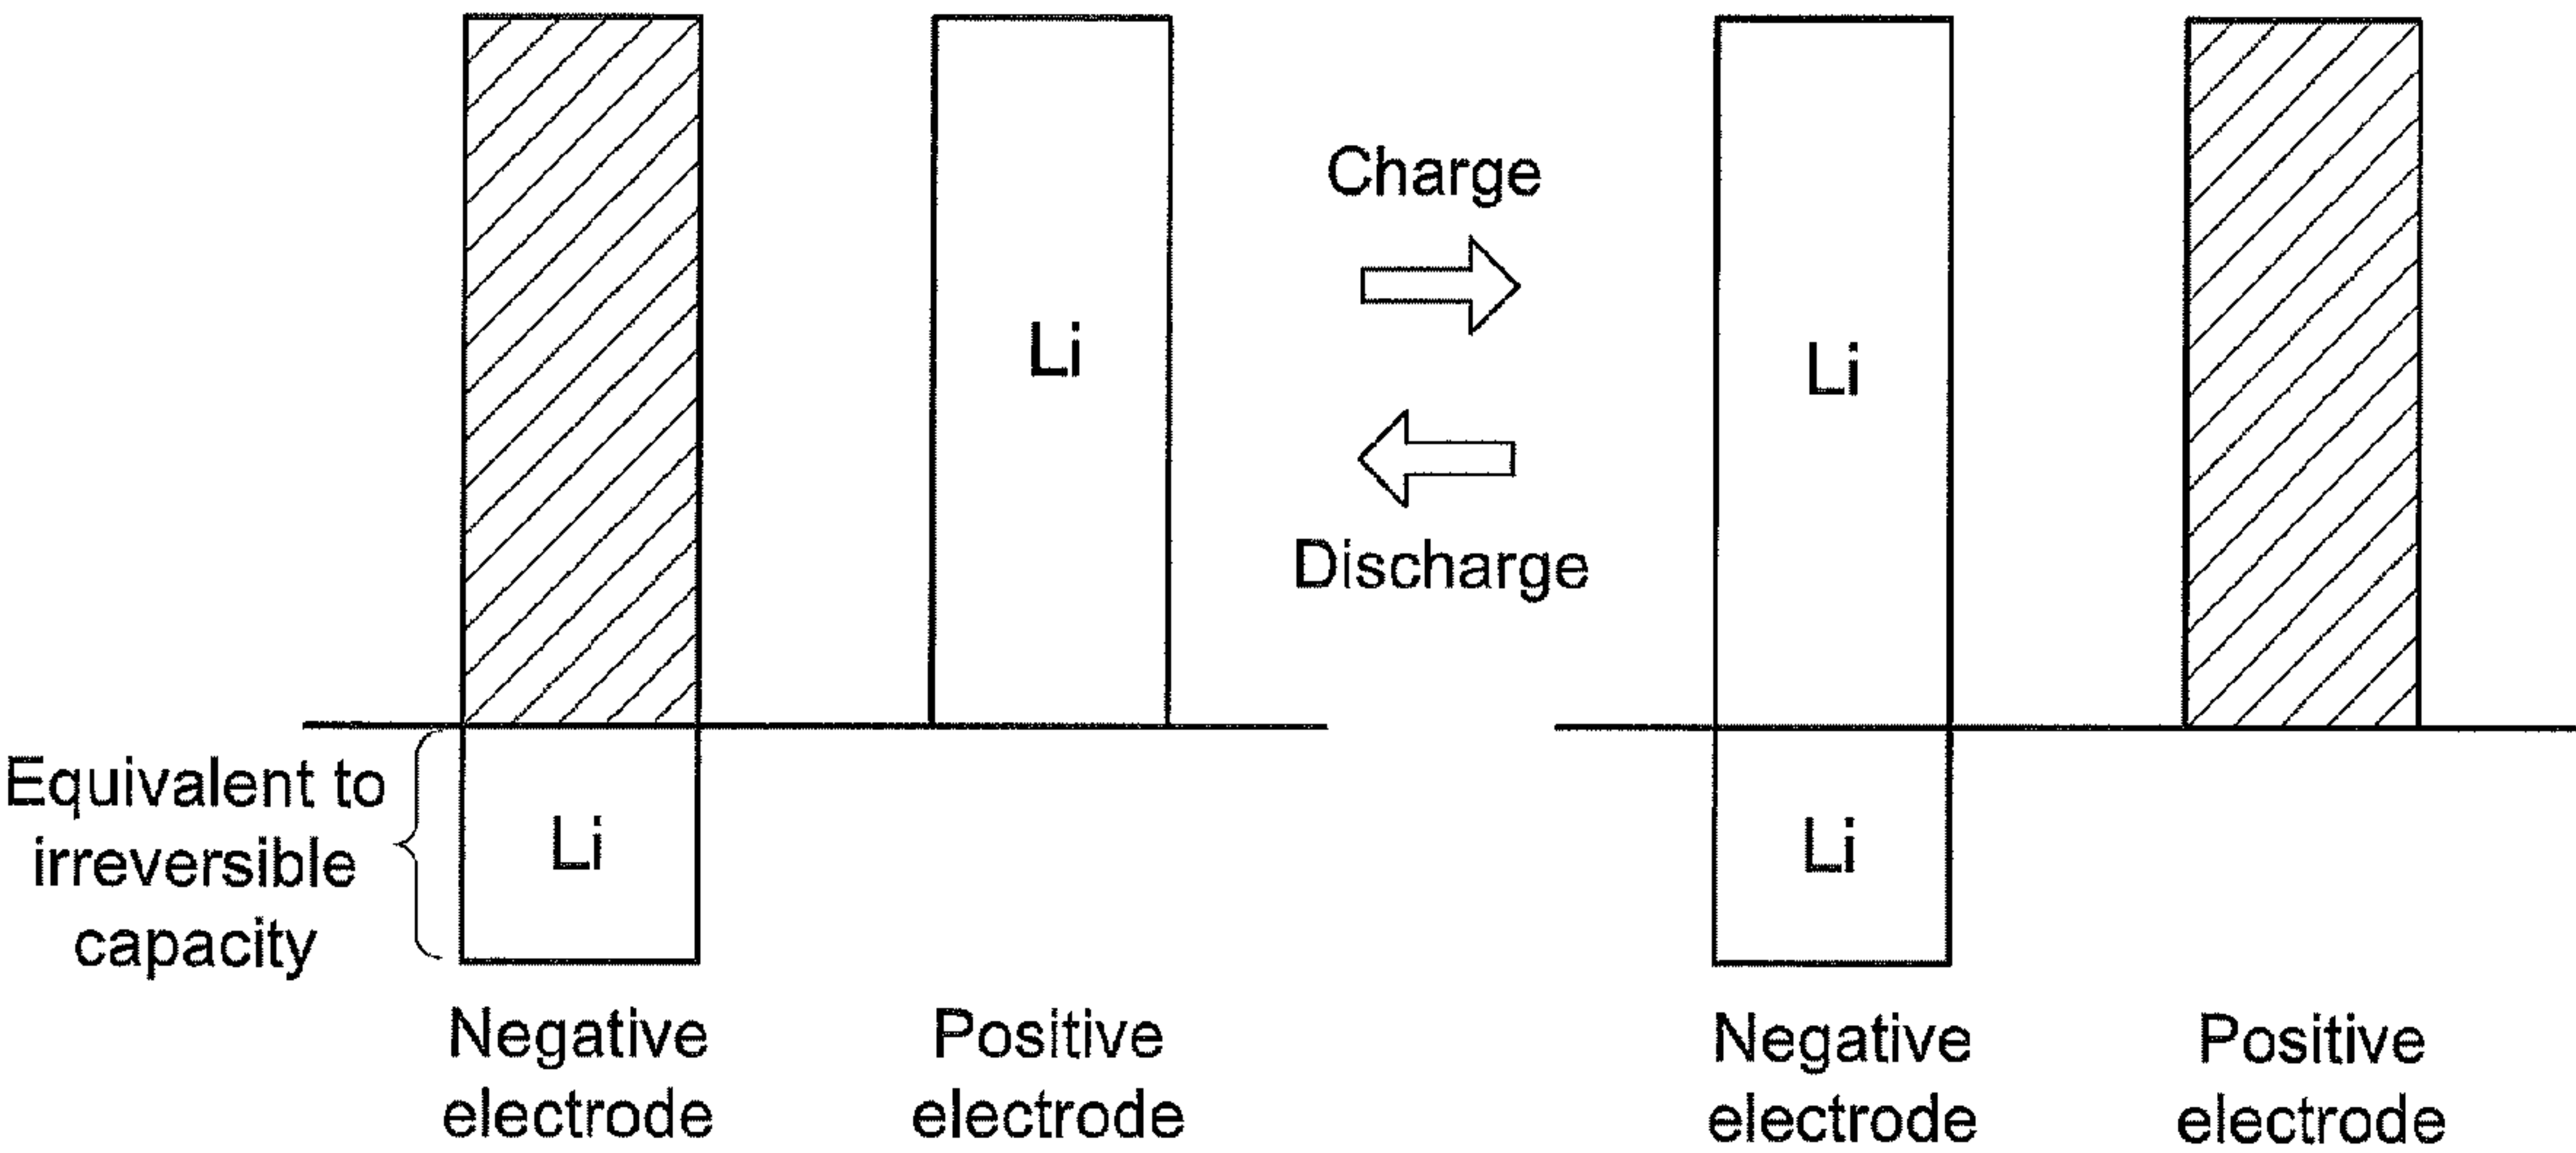 Charge
Li
Li
Discharge
Equivalent to
irreversible
capacity
Li
Li
Negative
electrode
Positive
electrode
Negative
electrode
Positive
electrode